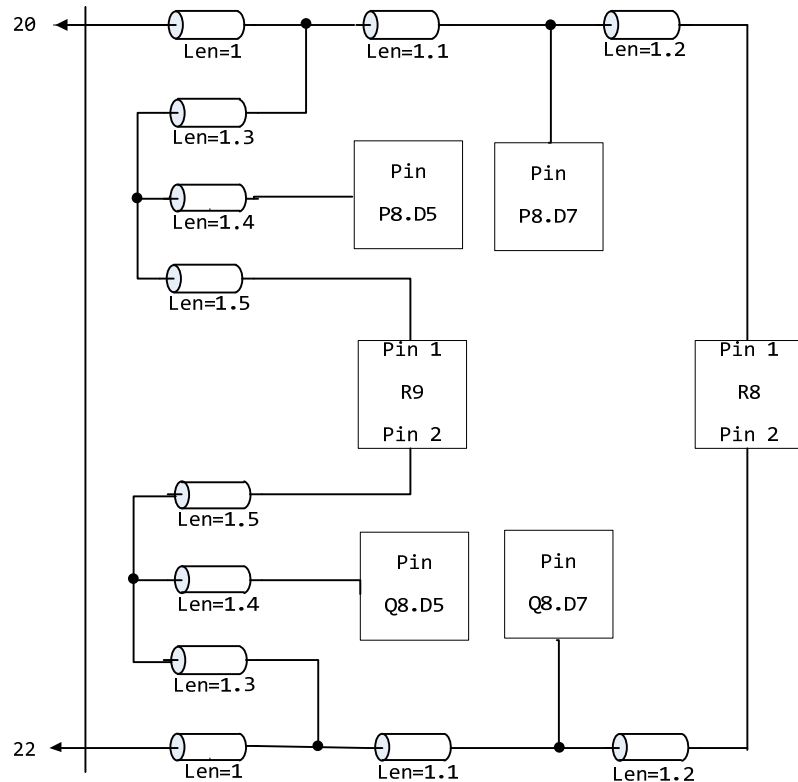 20
Len=1
Len=1.1
Len=1.2
Len=1.3
Pin
P8.D5
Pin
P8.D7
Len=1.4
Len=1.5
Pin 1
R9
Pin 2
Pin 1
R8
Pin 2
Len=1.5
Pin
Q8.D5
Pin
Q8.D7
Len=1.4
Len=1.3
22
Len=1
Len=1.1
Len=1.2